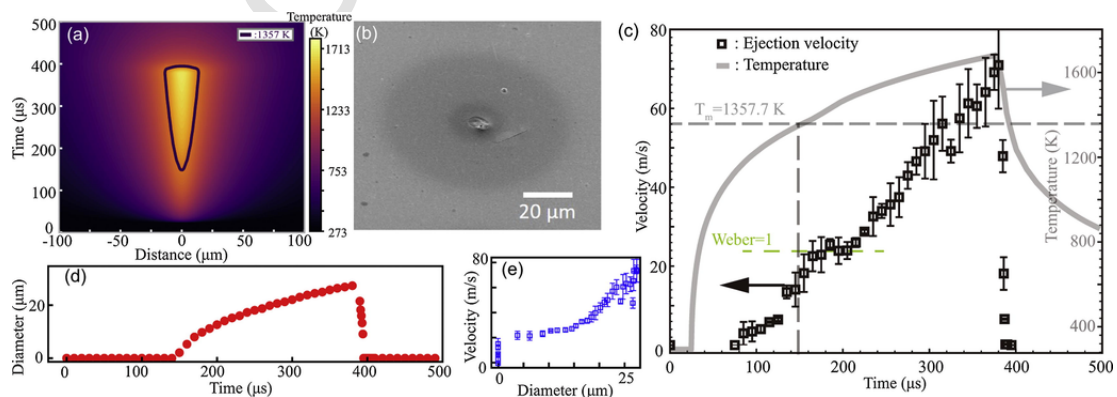 (a)
Temperature
(K)
:1357 K
500
400
300
200
100
0
Time (µs)
-100
-50
0
50
100
Distance (µm)
1713
1233
753
273
(b)
20 µm
(c)
: Ejection velocity
: Temperature
Tm=1357.7 K
Weber=1
80
60
40
20
0
Velocity (m/s)
1600
1200
800
400
Temperature (K)
0
100
200
300
400
500
Time (µs)
(d)
20
0
Diameter (µm)
0
100
200
300
400
500
Time (µs)
(e)
80
40
0
Velocity (m/s)
0
10
25
Diameter (µm)